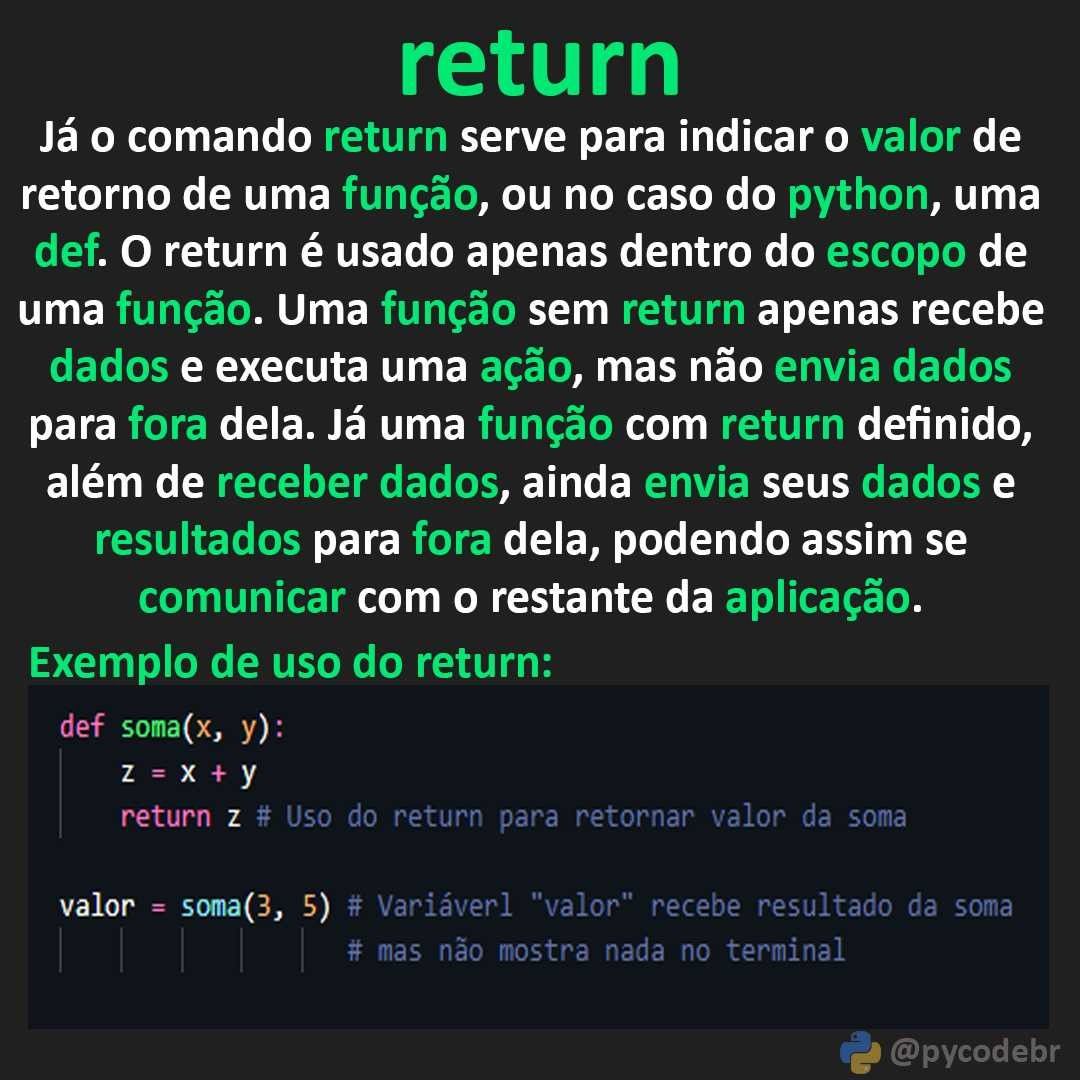 return
Já o comando return serve para indicar o valor de
retorno de uma função, ou no caso do python, uma
def. O return é usado apenas dentro do escopo de
uma função. Uma função sem return apenas recebe
dados e executa uma ação, mas não envia dados
para fora dela. Já uma função com return definido,
além de receber dados, ainda envia seus dados e
resultados para fora dela, podendo assim se
comunicar com o restante da aplicação.
Exemplo de uso do return:
def soma(x, y):
    z = x + y
    return z # Uso do return para retornar valor da soma
valor = soma(3, 5) # Variáverl "valor" recebe resultado da soma
                   # mas não mostra nada no terminal
@pycodebr